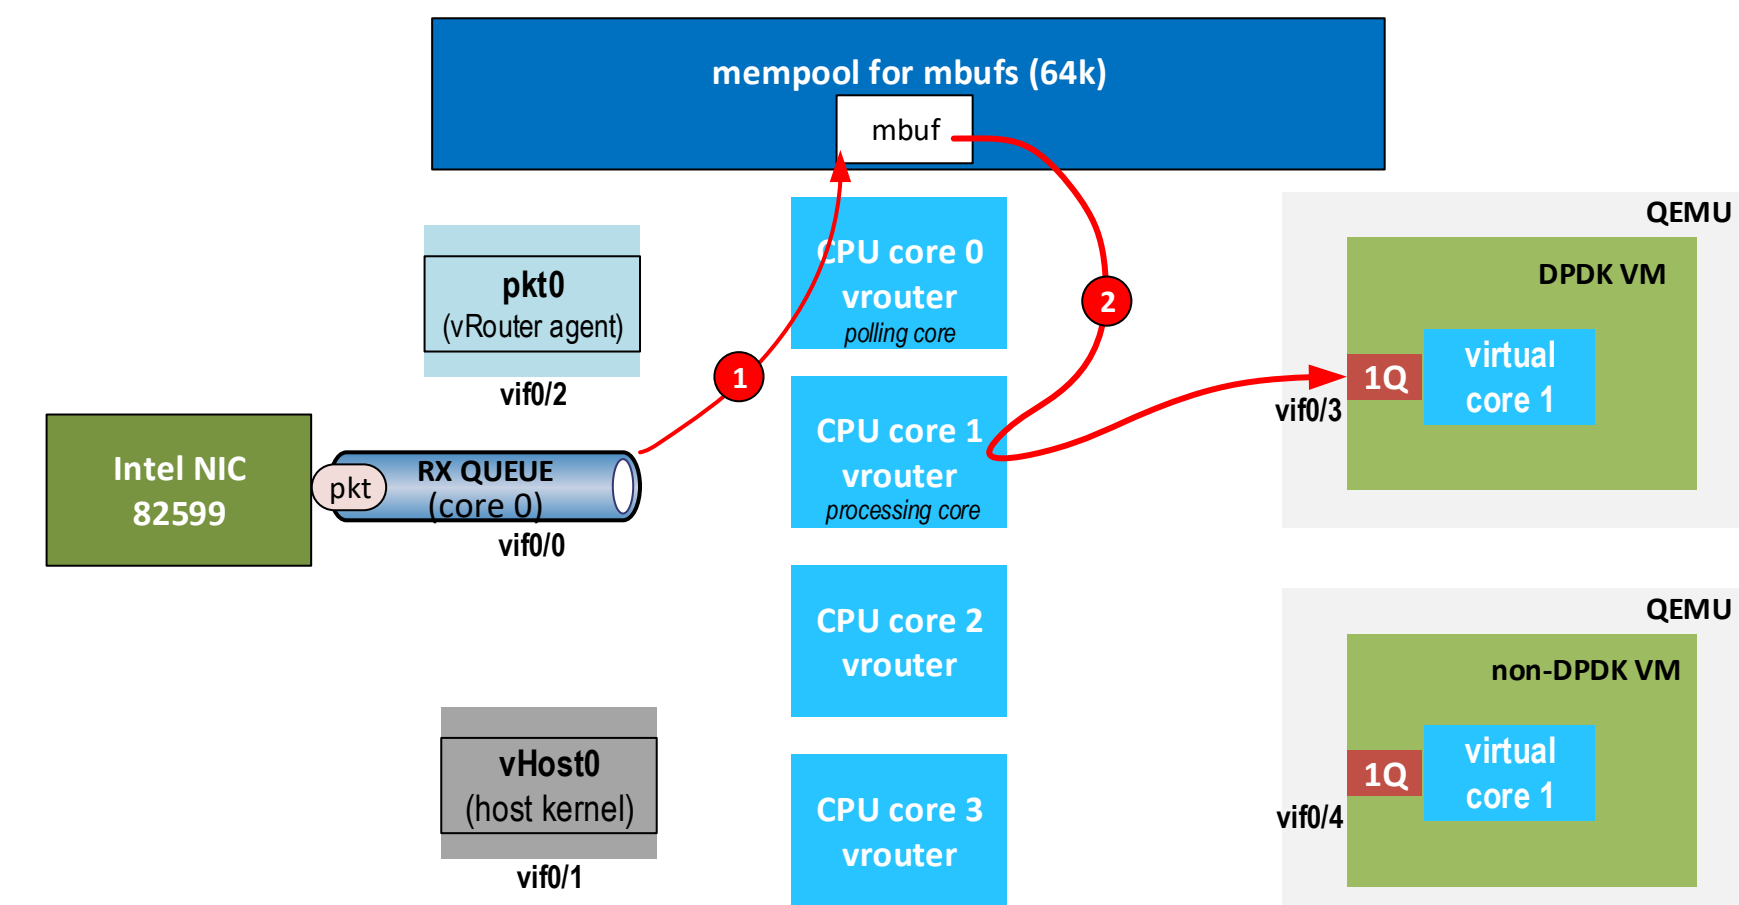 mempool for mbufs (64k)
mbuf
pkt0
(vRouter agent)
vif0/2
Intel NIC
82599
pkt
RX QUEUE
(core 0)
vif0/0
vHost0
(host kernel)
vif0/1
1
CPU core 0
vrouter
polling core
CPU core 1
vrouter
processing core
CPU core 2
vrouter
CPU core 3
vrouter
2
QEMU
DPDK VM
1Q
virtual
core 1
vif0/3
QEMU
non-DPDK VM
1Q
virtual
core 1
vif0/4